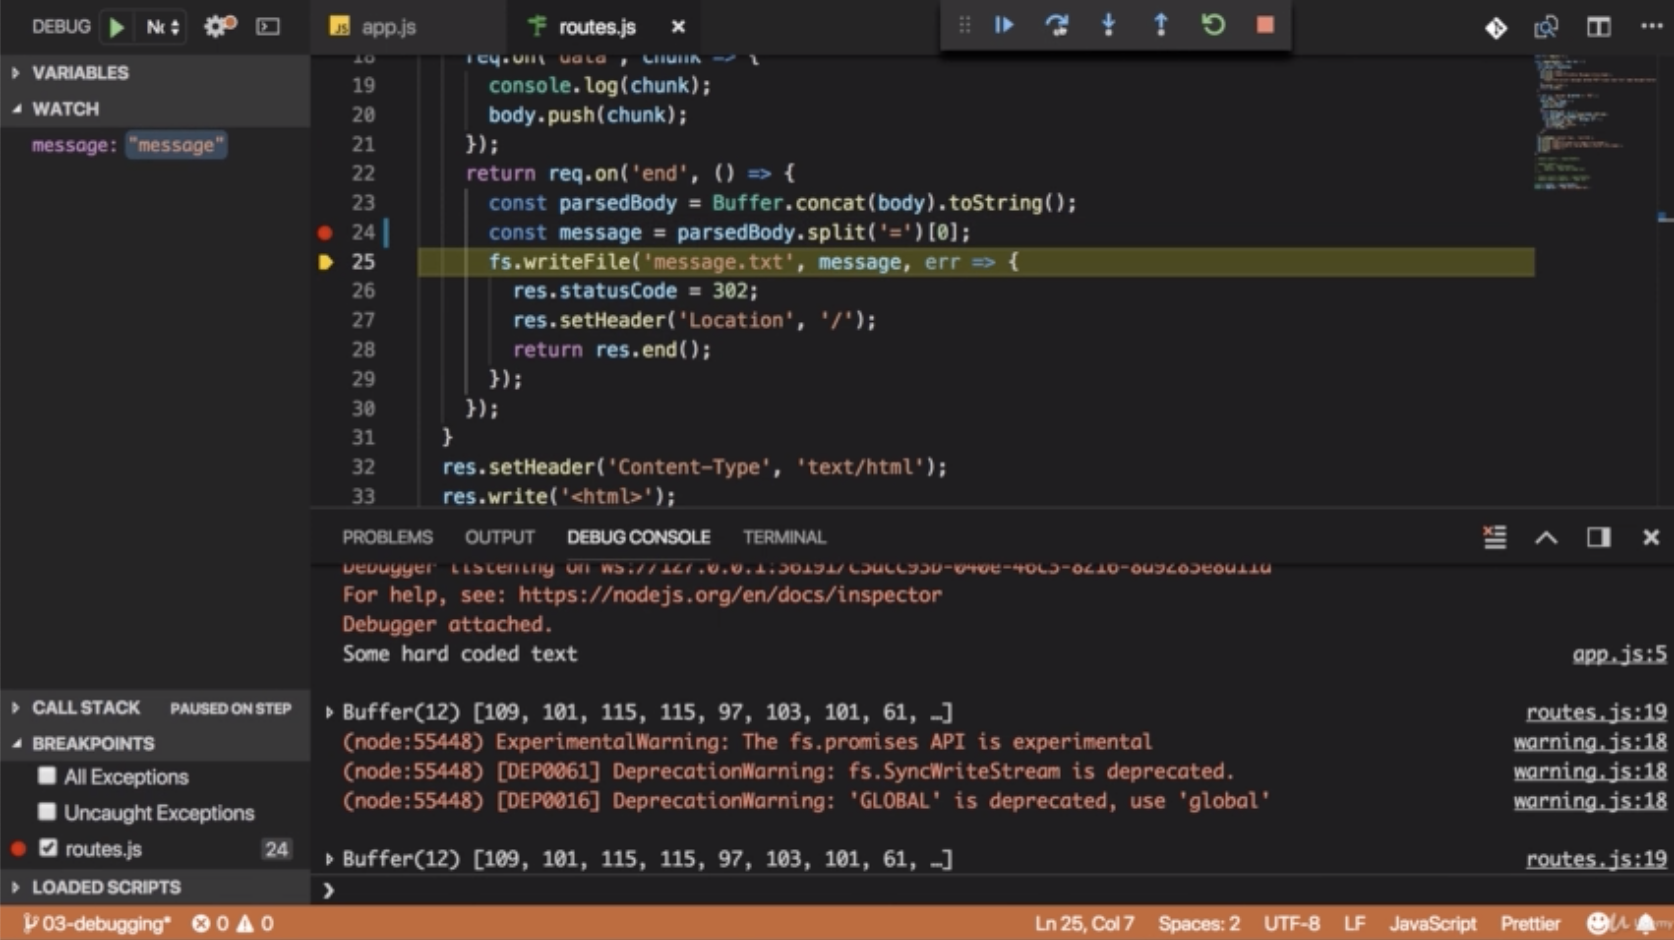 DEBUG
app.js
routes.js
VARIABLES
WATCH
message: "message"
18 req.on('data', chunk => {
19 console.log(chunk);
20 body.push(chunk);
21 });
22 return req.on('end', () => {
23 const parsedBody = Buffer.concat(body).toString();
24 const message = parsedBody.split('=')[0];
25 fs.writeFile('message.txt', message, err => {
26 res.statusCode = 302;
27 res.setHeader('Location', '/');
28 return res.end();
29 });
30 });
31 }
32 res.setHeader('Content-Type', 'text/html');
33 res.write('<html>');
PROBLEMS OUTPUT DEBUG CONSOLE TERMINAL
Debugger listening on
For help, see: https://nodejs.org/en/docs/inspector
Debugger attached.
Some hard coded text app.js:5
Buffer(12) [109, 101, 115, 115, 97, 103, 101, 61, …] routes.js:19
(node:55448) ExperimentalWarning: The fs.promises API is experimental warning.js:18
(node:55448) [DEP0061] DeprecationWarning: fs.SyncWriteStream is deprecated. warning.js:18
(node:55448) [DEP0016] DeprecationWarning: 'GLOBAL' is deprecated, use 'global' warning.js:18
Buffer(12) [109, 101, 115, 115, 97, 103, 101, 61, …] routes.js:19
CALL STACK PAUSED ON STEP
BREAKPOINTS
All Exceptions
Uncaught Exceptions
routes.js 24
LOADED SCRIPTS
03-debugging* 0 0 Ln 25, Col 7 Spaces: 2 UTF-8 LF JavaScript Prettier